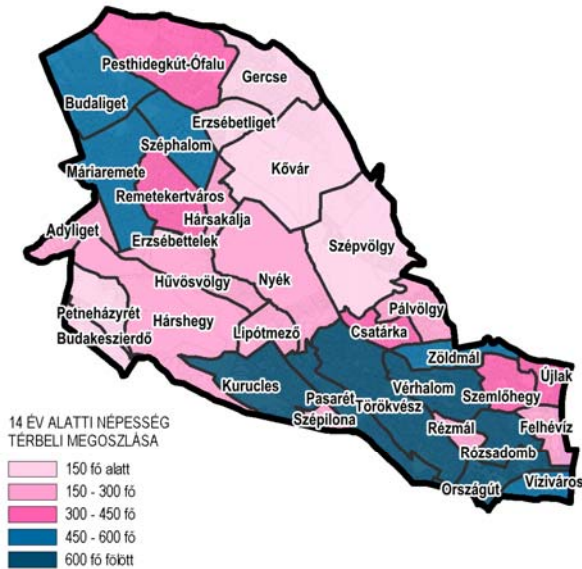 Pesthidegkút-Ófalu
Gercse
Budaliget
Erzsébetliget
Széphalom
Kővár
Máriaremete
Remetekertváros
Hársakalja
Adyliget
Erzsébettelek
Szépvölgy
Hűvösvölgy
Nyék
Petneházyrét
Hárshegy
Pálvölgy
Budakeszierdő
Lipótmező
Csatárka
Zöldmál
Újlak
Kurucles
Vérhalom
Szemlőhegy
Pasarét
Törökvész
Szépilona
Rézmál
Felhévíz
Rózsadomb
Országút
Víziváros
14 ÉV ALATTI NÉPESSÉG
TÉRBELI MEGOSZLÁSA
150 fő alatt
150 - 300 fő
300 - 450 fő
450 - 600 fő
600 fő fölött